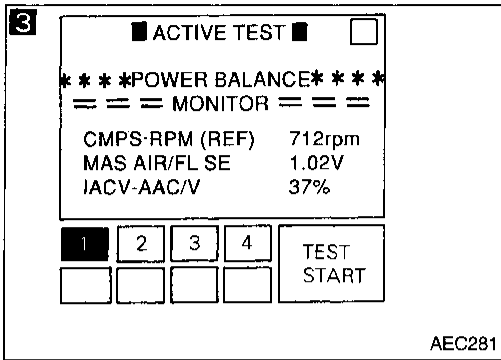 3
ACTIVE TEST
* * * *POWER BALANCE* * * *
= = = MONITOR = = =
CMPS·RPM (REF) 712rpm
MAS AIR/FL SE 1.02V
IACV-AAC/V 37%
1 2 3 4 TEST
START
AEC281